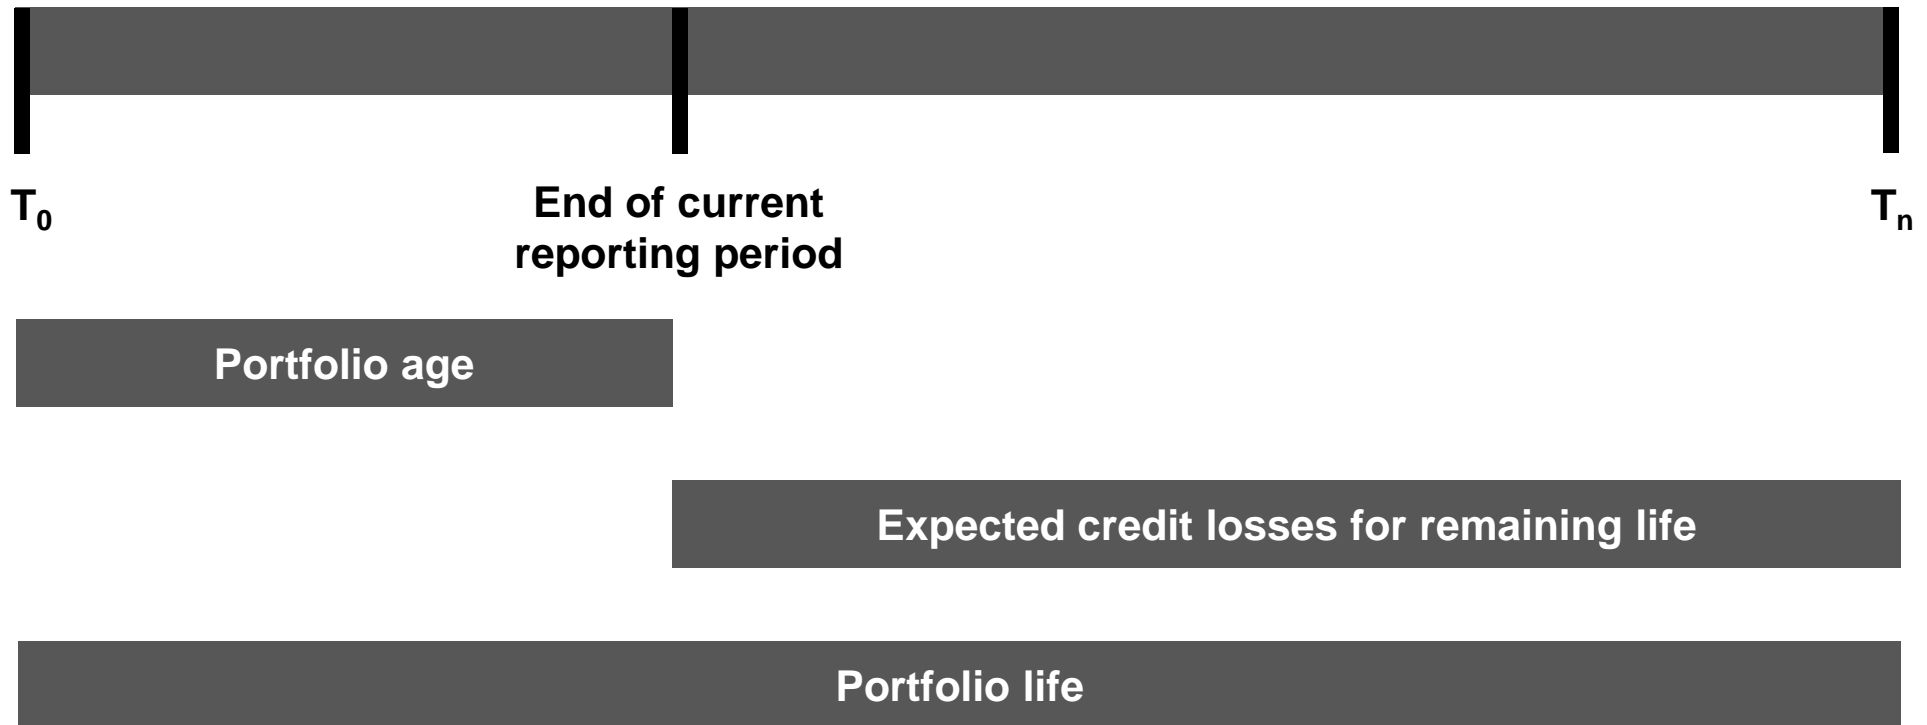 T₀
End of current
reporting period
Tₙ
Portfolio age
Expected credit losses for remaining life
Portfolio life